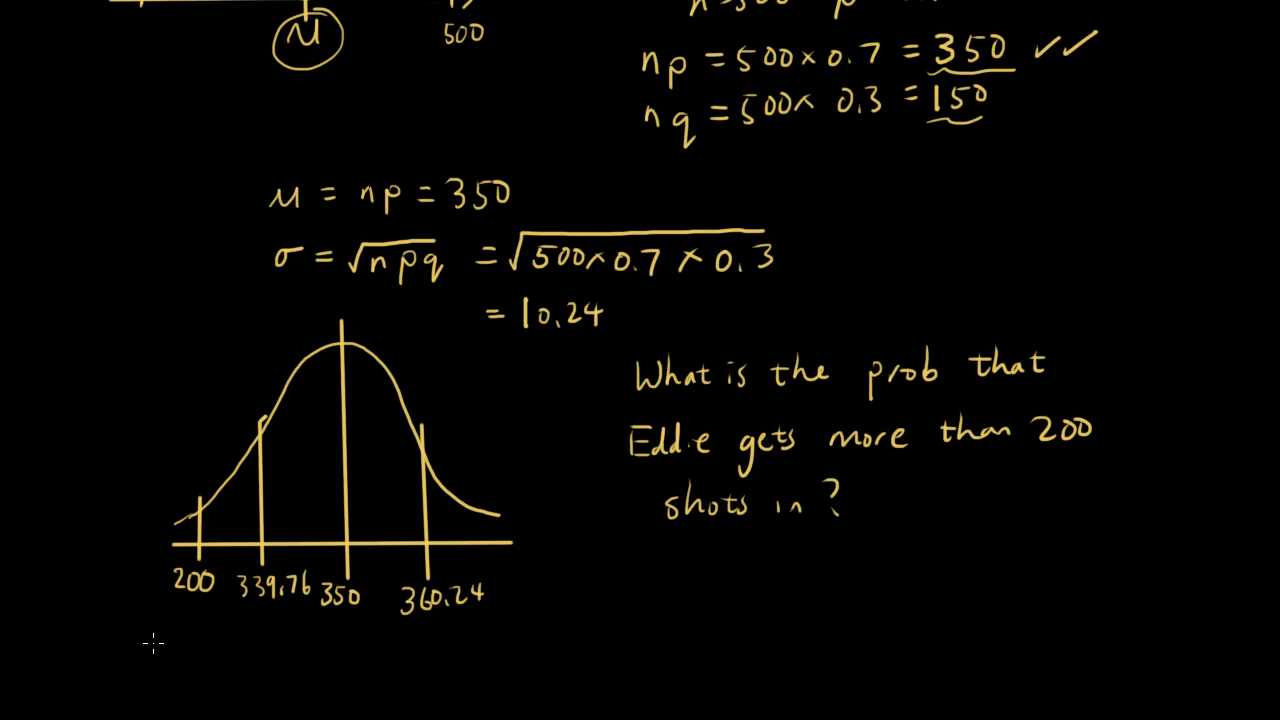 μ
500
np = 500 × 0.7 = 350 ✓✓
nq = 500 × 0.3 = 150
μ = np = 350
σ = √npq = √500 × 0.7 × 0.3
= 10.24
What is the prob that
Eddie gets more than 200
shots in?
200 339.76 350 360.24